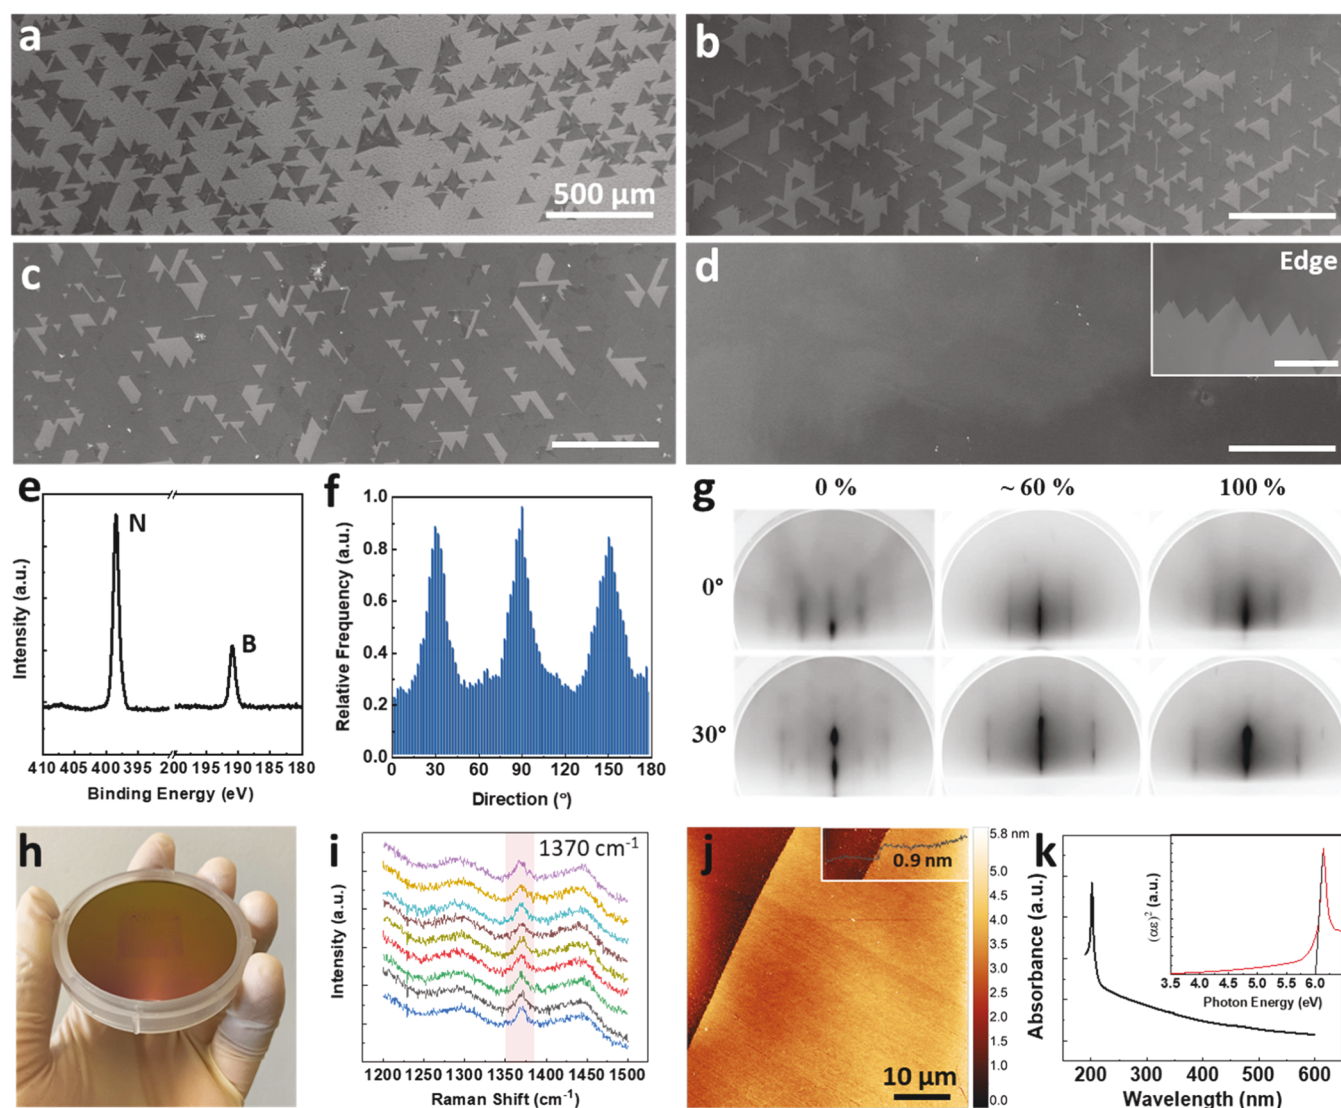 a
500 µm
b
c
d
Edge
e
N
B
Intensity (a.u.)
410 405 400 395 200 195 190 185 180
Binding Energy (eV)
f
1.0
0.8
0.6
0.4
0.2
0.0
Relative Frequency (a.u.)
0 30 60 90 120 150 180
Direction (°)
g
0 % ~ 60 % 100 %
0°
30°
h
i
1370 cm-1
Intensity (a.u.)
1200 1230 1300 1350 1400 1450 1500
Raman Shift (cm-1)
j
0.9 nm
10 µm
5.8 nm
5.0
4.5
4.0
3.5
3.0
2.5
2.0
1.0
0.0
k
Absorbance (a.u.)
200 300 400 500 600
Wavelength (nm)
(αε)2 (a.u.)
3.5 4.0 4.5 5.0 5.5 6.0
Photon Energy (eV)